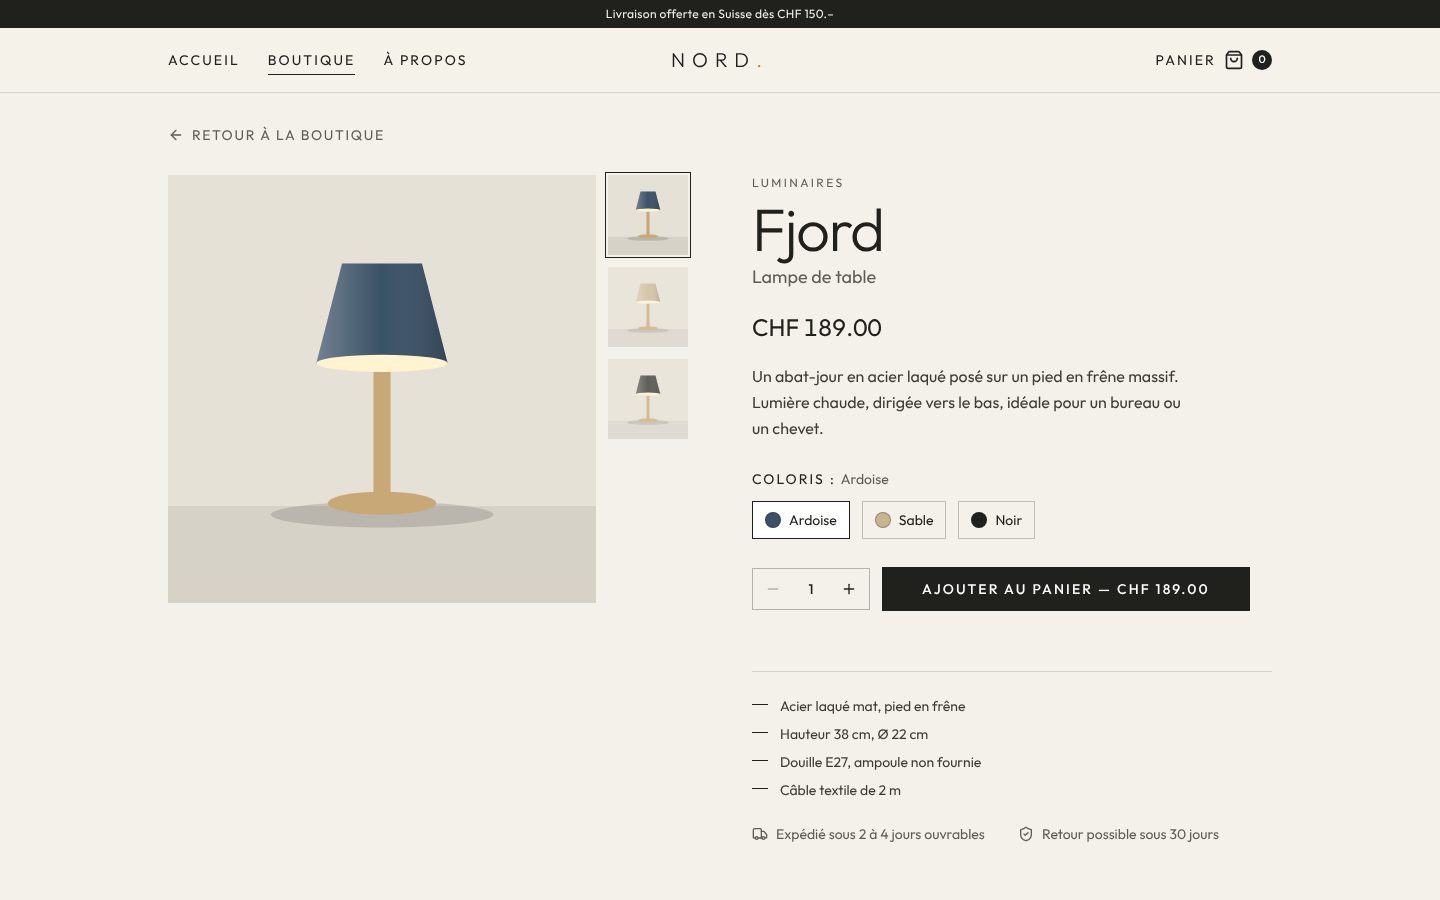 Livraison offerte en Suisse dès CHF 150.–
ACCUEIL BOUTIQUE À PROPOS
NORD.
PANIER 0
RETOUR À LA BOUTIQUE
LUMINAIRES
Fjord
Lampe de table
CHF 189.00
Un abat-jour en acier laqué posé sur un pied en frêne massif.
Lumière chaude, dirigée vers le bas, idéale pour un bureau ou
un chevet.
COLORIS : Ardoise
Ardoise Sable Noir
1
AJOUTER AU PANIER — CHF 189.00
Acier laqué mat, pied en frêne
Hauteur 38 cm, Ø 22 cm
Douille E27, ampoule non fournie
Câble textile de 2 m
Expédié sous 2 à 4 jours ouvrables
Retour possible sous 30 jours